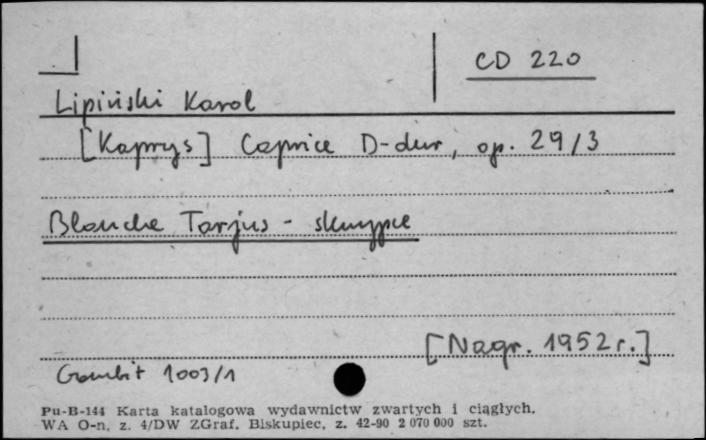 CD 220
Lipiński Karol
[Kaprys] Caprice D-dur, op. 29/3
Blanche Tarjus - skrzypce
[Nagr. 1952 r.]
Gambit 1003/1
Pu-B-144 Karta katalogowa wydawnictw zwartych i ciągłych.
WA O-n, z. 4/DW ZGraf. Biskupiec, z. 42-90 2 070 000 szt.